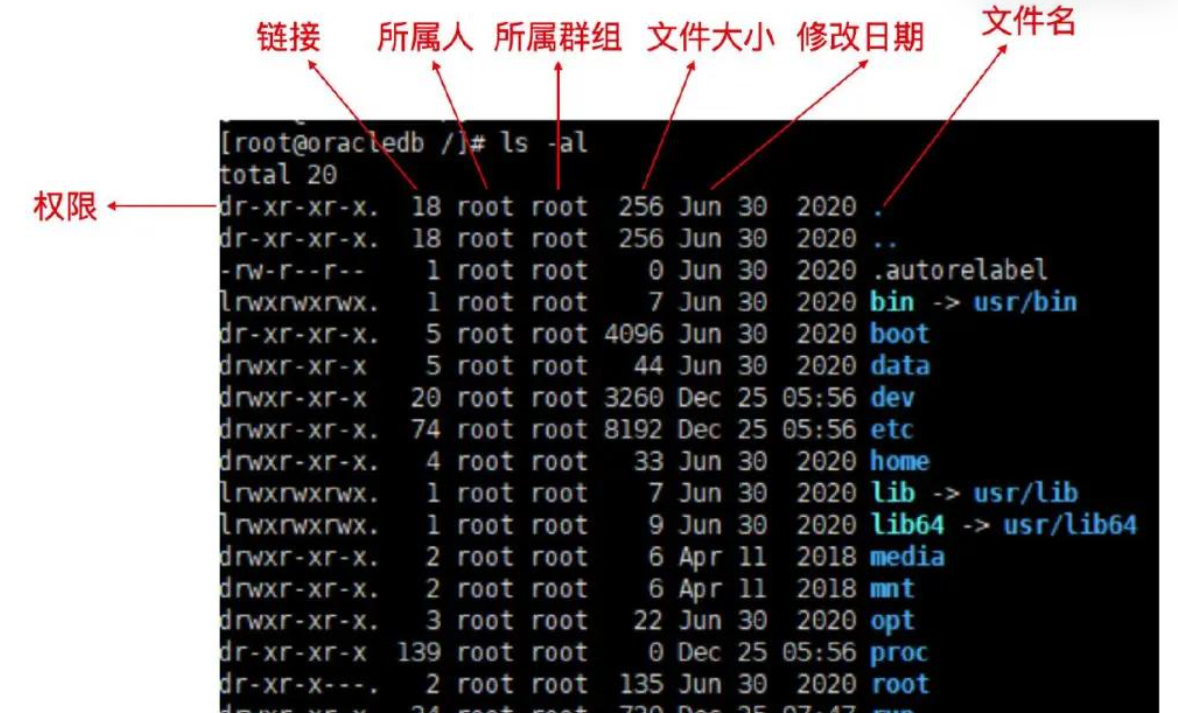 链接 所属人 所属群组 文件大小 修改日期 文件名
[root@oracledb /]# ls -al
total 20
权限
dr-xr-xr-x. 18 root root 256 Jun 30 2020 .
dr-xr-xr-x. 18 root root 256 Jun 30 2020 ..
-rw-r--r-- 1 root root 0 Jun 30 2020 .autorelabel
lrwxrwxrwx. 1 root root 7 Jun 30 2020 bin -> usr/bin
dr-xr-xr-x. 5 root root 4096 Jun 30 2020 boot
drwxr-xr-x 5 root root 44 Jun 30 2020 data
drwxr-xr-x 20 root root 3260 Dec 25 05:56 dev
drwxr-xr-x. 74 root root 8192 Dec 25 05:56 etc
drwxr-xr-x. 4 root root 33 Jun 30 2020 home
lrwxrwxrwx. 1 root root 7 Jun 30 2020 lib -> usr/lib
lrwxrwxrwx. 1 root root 9 Jun 30 2020 lib64 -> usr/lib64
drwxr-xr-x. 2 root root 6 Apr 11 2018 media
drwxr-xr-x. 2 root root 6 Apr 11 2018 mnt
drwxr-xr-x. 3 root root 22 Jun 30 2020 opt
dr-xr-xr-x 139 root root 0 Dec 25 05:56 proc
dr-xr-x---. 2 root root 135 Jun 30 2020 root